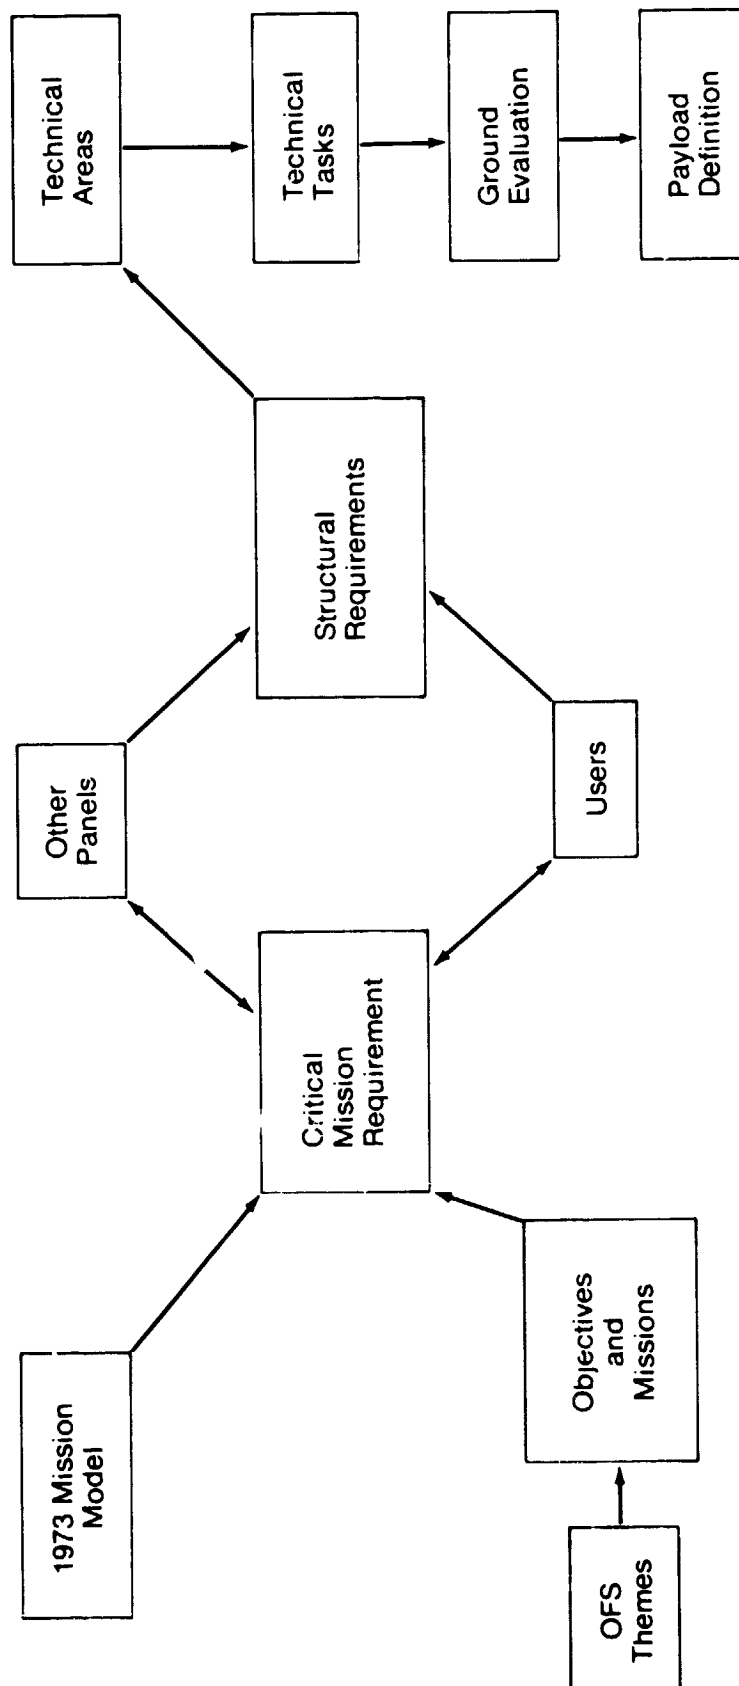 1973 Mission
Model
OFS
Themes
Objectives
and
Missions
Critical
Mission
Requirement
Other
Panels
Users
Structural
Requirements
Technical
Areas
Technical
Tasks
Ground
Evaluation
Payload
Definition